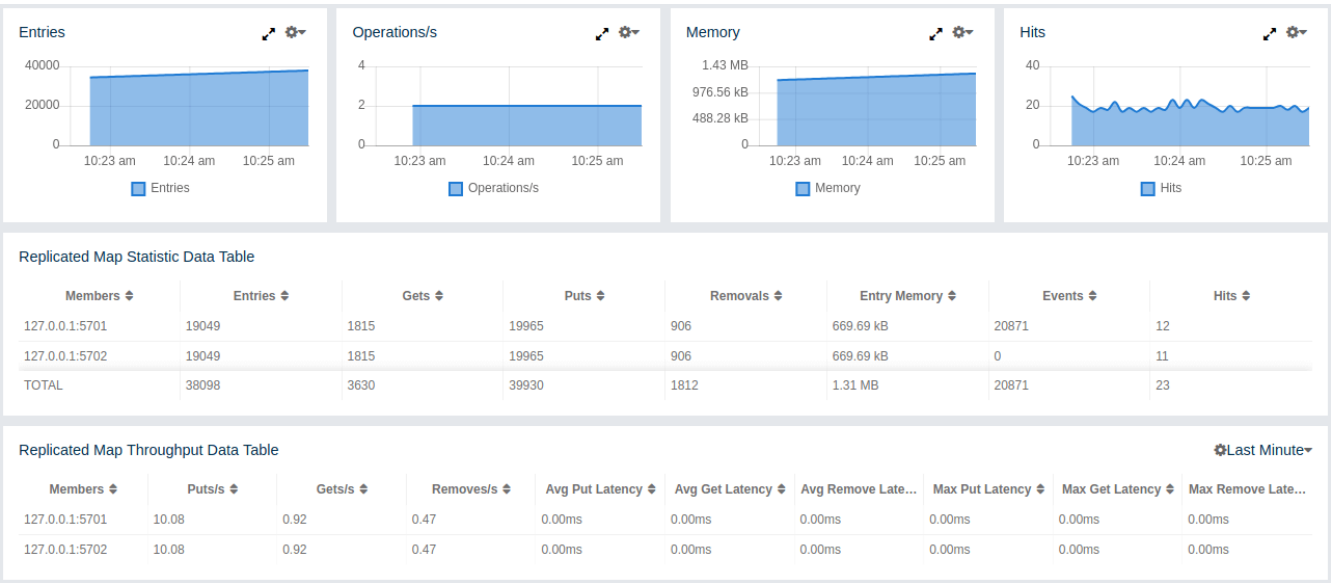 Entries
40000
20000
0
10:23 am 10:24 am 10:25 am
Entries
Operations/s
4
2
0
10:23 am 10:24 am 10:25 am
Operations/s
Memory
1.43 MB
976.56 kB
488.28 kB
0
10:23 am 10:24 am 10:25 am
Memory
Hits
40
20
0
10:23 am 10:24 am 10:25 am
Hits
Replicated Map Statistic Data Table
Members Entries Gets Puts Removals Entry Memory Events Hits
127.0.0.1:5701 19049 1815 19965 906 669.69 kB 20871 12
127.0.0.1:5702 19049 1815 19965 906 669.69 kB 0 11
TOTAL 38098 3630 39930 1812 1.31 MB 20871 23
Replicated Map Throughput Data Table Last Minute
Members Puts/s Gets/s Removes/s Avg Put Latency Avg Get Latency Avg Remove Late... Max Put Latency Max Get Latency Max Remove Late...
127.0.0.1:5701 10.08 0.92 0.47 0.00ms 0.00ms 0.00ms 0.00ms 0.00ms 0.00ms
127.0.0.1:5702 10.08 0.92 0.47 0.00ms 0.00ms 0.00ms 0.00ms 0.00ms 0.00ms